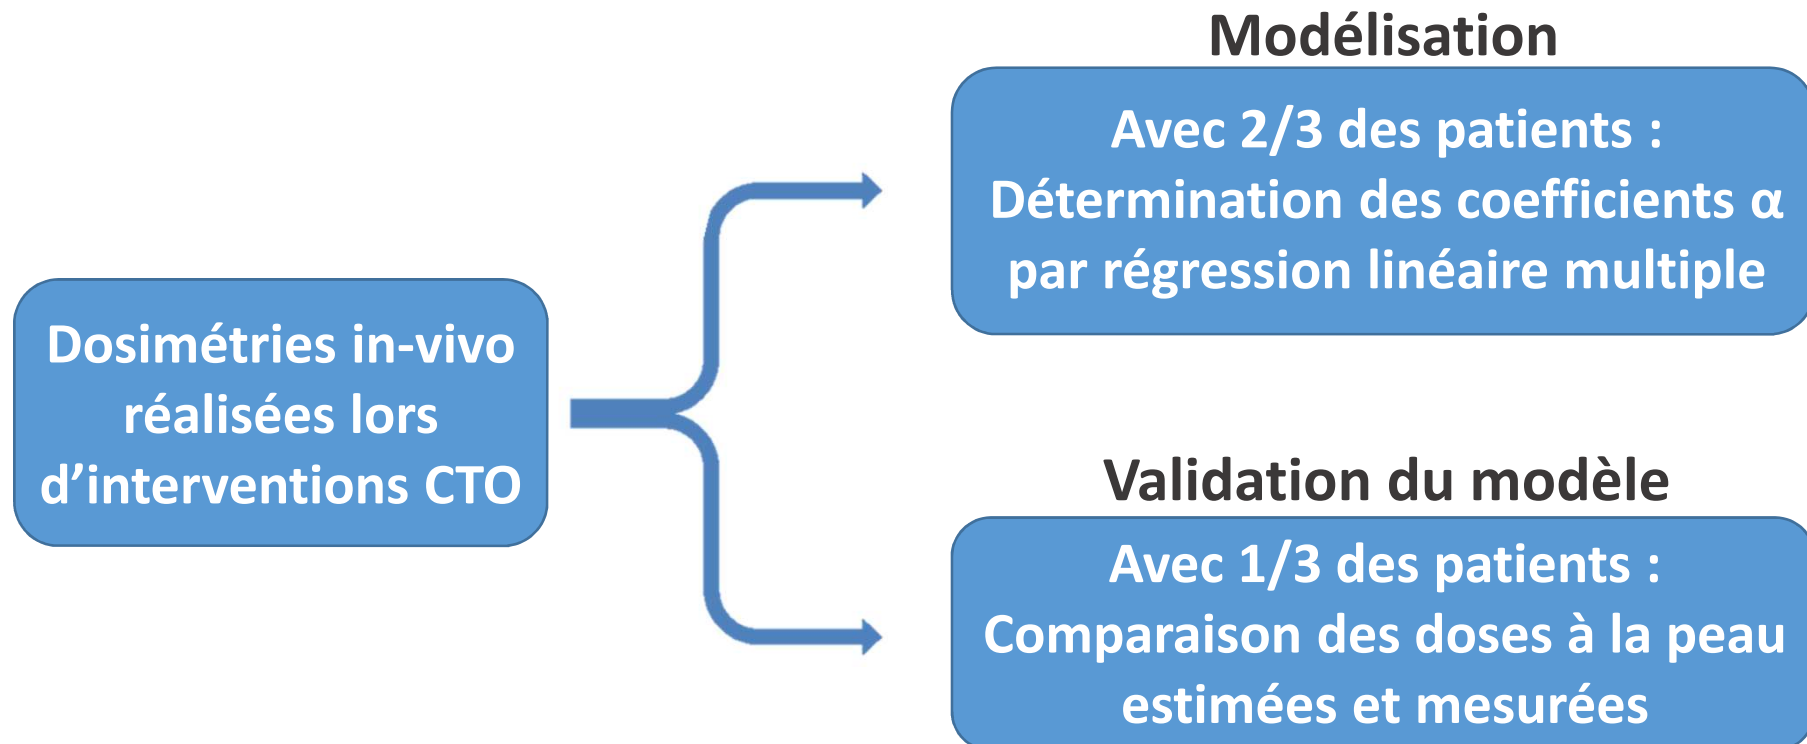 Modélisation
Avec 2/3 des patients :
Détermination des coefficients α
par régression linéaire multiple
Dosimétries in-vivo
réalisées lors
d’interventions CTO
Validation du modèle
Avec 1/3 des patients :
Comparaison des doses à la peau
estimées et mesurées